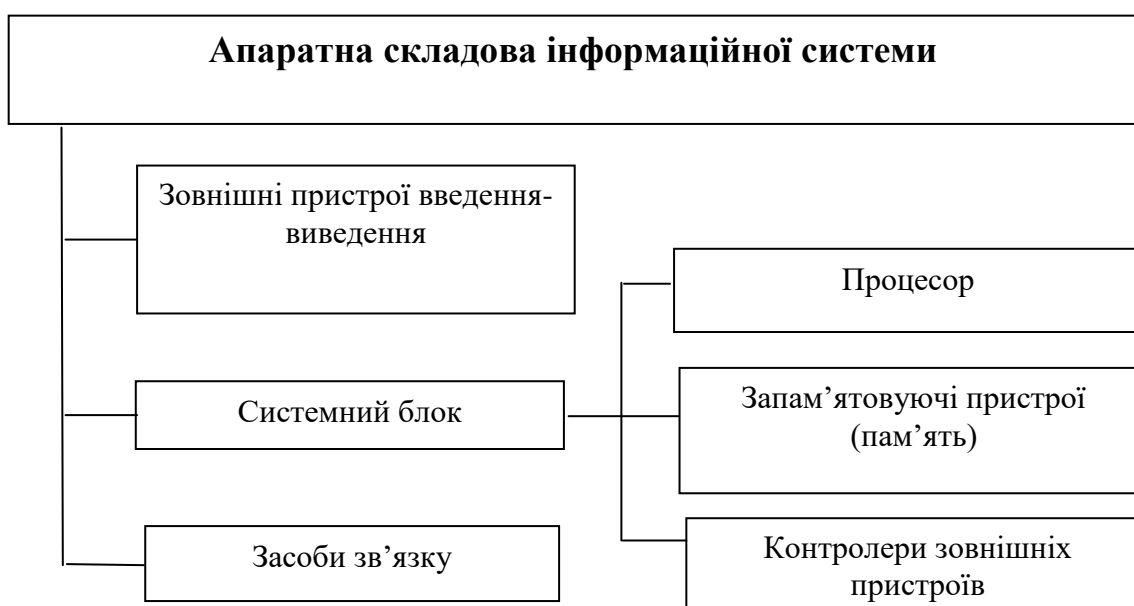 Апаратна складова інформаційної системи
Зовнішні пристрої введення-
виведення
Процесор
Системний блок
Запам’ятовуючі пристрої
(пам’ять)
Засоби зв’язку
Контролери зовнішніх
пристроїв